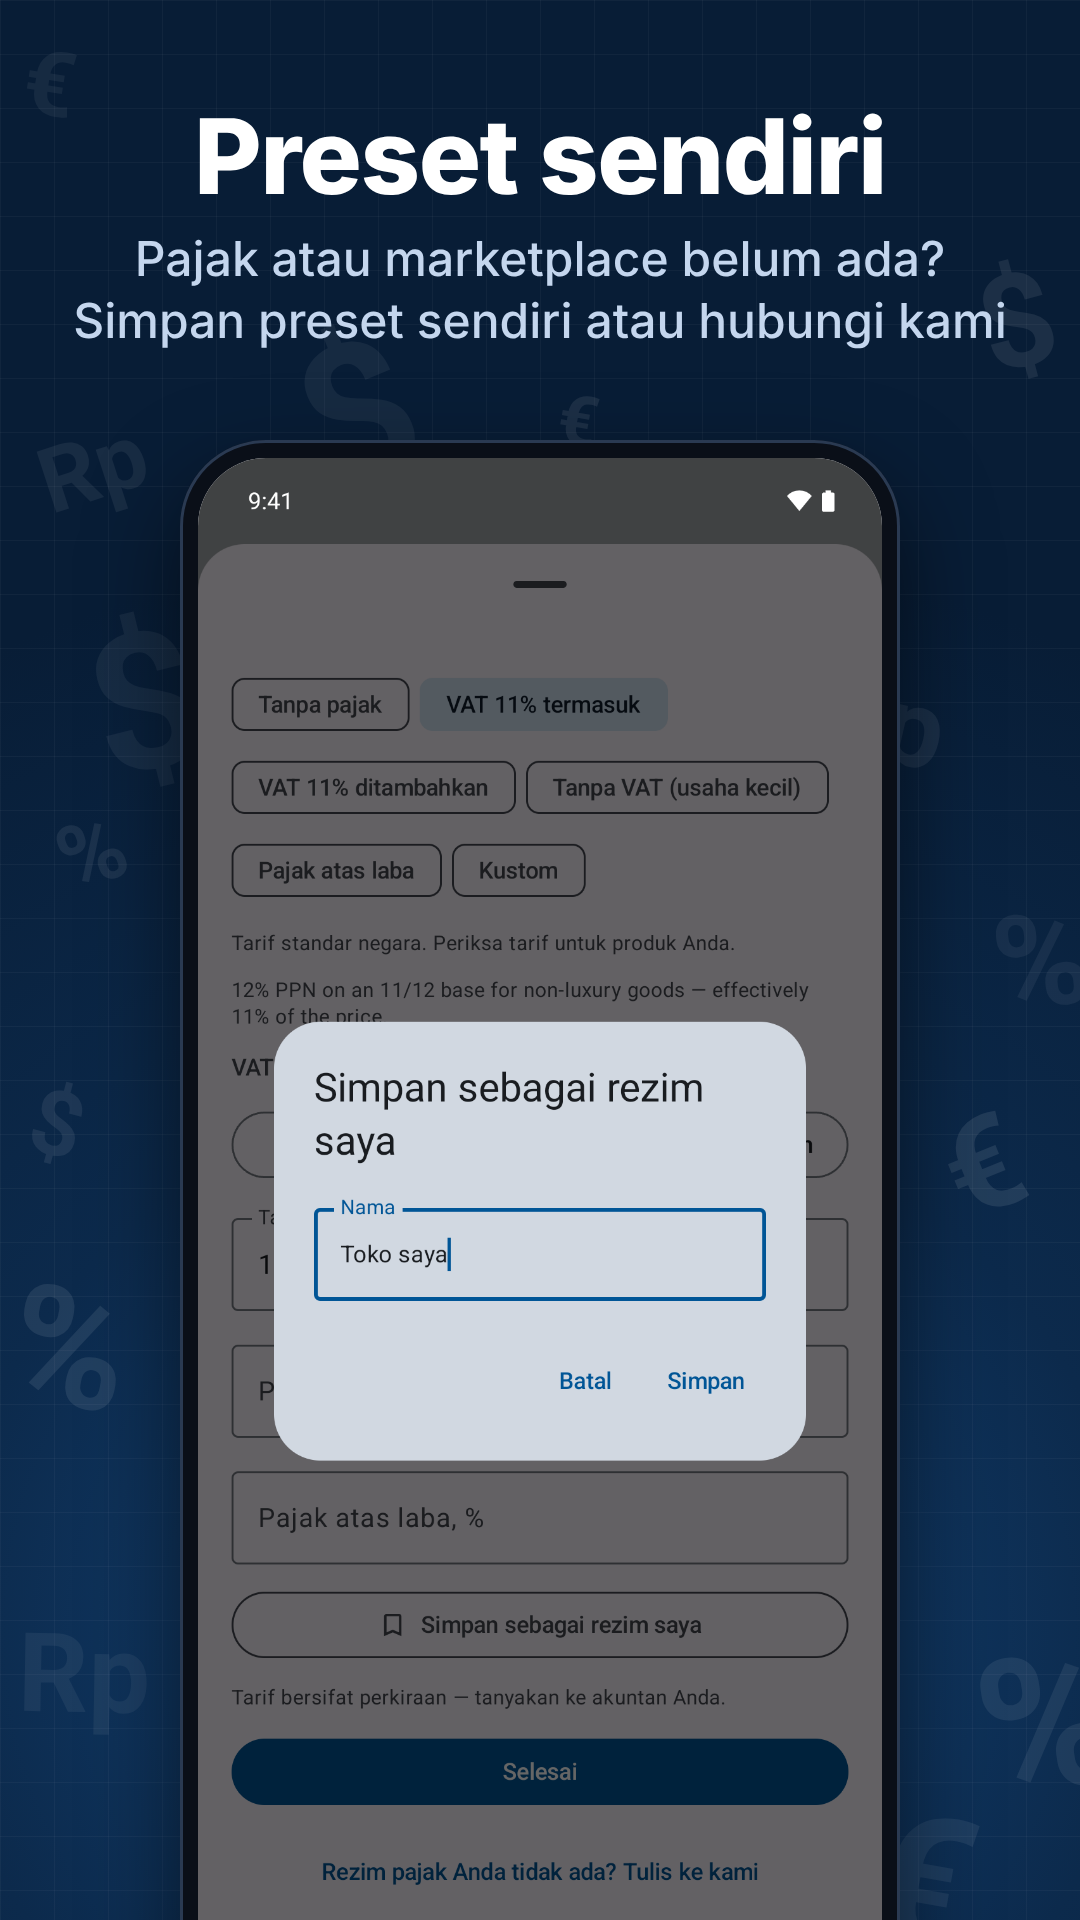 Preset sendiri
Pajak atau marketplace belum ada?
Simpan preset sendiri atau hubungi kami
9:41
Tanpa pajak
VAT 11% termasuk
VAT 11% ditambahkan
Tanpa VAT (usaha kecil)
Pajak atas laba
Kustom
Tarif standar negara. Periksa tarif untuk produk Anda.
12% PPN on an 11/12 base for non-luxury goods — effectively
11% of the price
VAT
Simpan sebagai rezim
saya
Nama
Toko saya
Batal
Simpan
Pajak atas laba, %
Simpan sebagai rezim saya
Tarif bersifat perkiraan — tanyakan ke akuntan Anda.
Selesai
Rezim pajak Anda tidak ada? Tulis ke kami
€
$
$
€
Rp
$
%
%
$
€
%
Rp
%
€